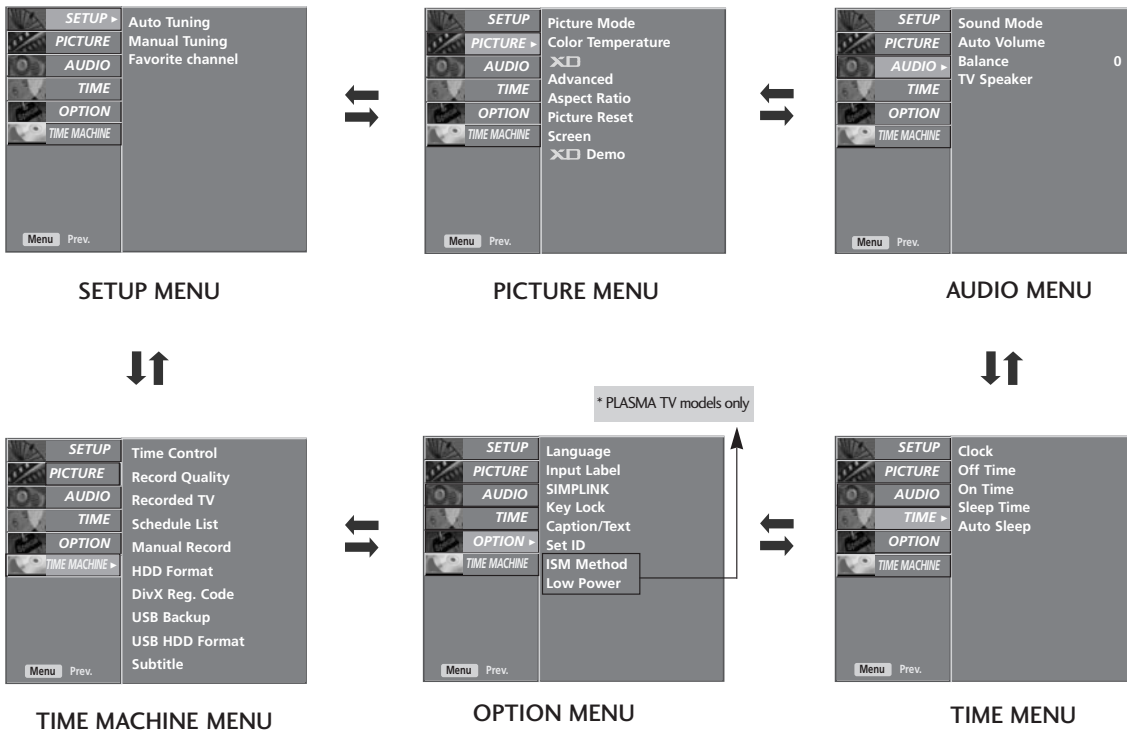 SETUP
PICTURE
AUDIO
TIME
OPTION
TIME MACHINE
Auto Tuning
Manual Tuning
Favorite channel
Menu Prev.
SETUP MENU
SETUP
PICTURE
AUDIO
TIME
OPTION
TIME MACHINE
Picture Mode
Color Temperature
XD
Advanced
Aspect Ratio
Picture Reset
Screen
XD Demo
Menu Prev.
PICTURE MENU
SETUP
PICTURE
AUDIO
TIME
OPTION
TIME MACHINE
Sound Mode
Auto Volume
Balance 0
TV Speaker
Menu Prev.
AUDIO MENU
SETUP
PICTURE
AUDIO
TIME
OPTION
TIME MACHINE
Time Control
Record Quality
Recorded TV
Schedule List
Manual Record
HDD Format
DivX Reg. Code
USB Backup
USB HDD Format
Subtitle
Menu Prev.
TIME MACHINE MENU
* PLASMA TV models only
SETUP
PICTURE
AUDIO
TIME
OPTION
TIME MACHINE
Language
Input Label
SIMPLINK
Key Lock
Caption/Text
Set ID
ISM Method
Low Power
Menu Prev.
OPTION MENU
SETUP
PICTURE
AUDIO
TIME
OPTION
TIME MACHINE
Clock
Off Time
On Time
Sleep Time
Auto Sleep
Menu Prev.
TIME MENU